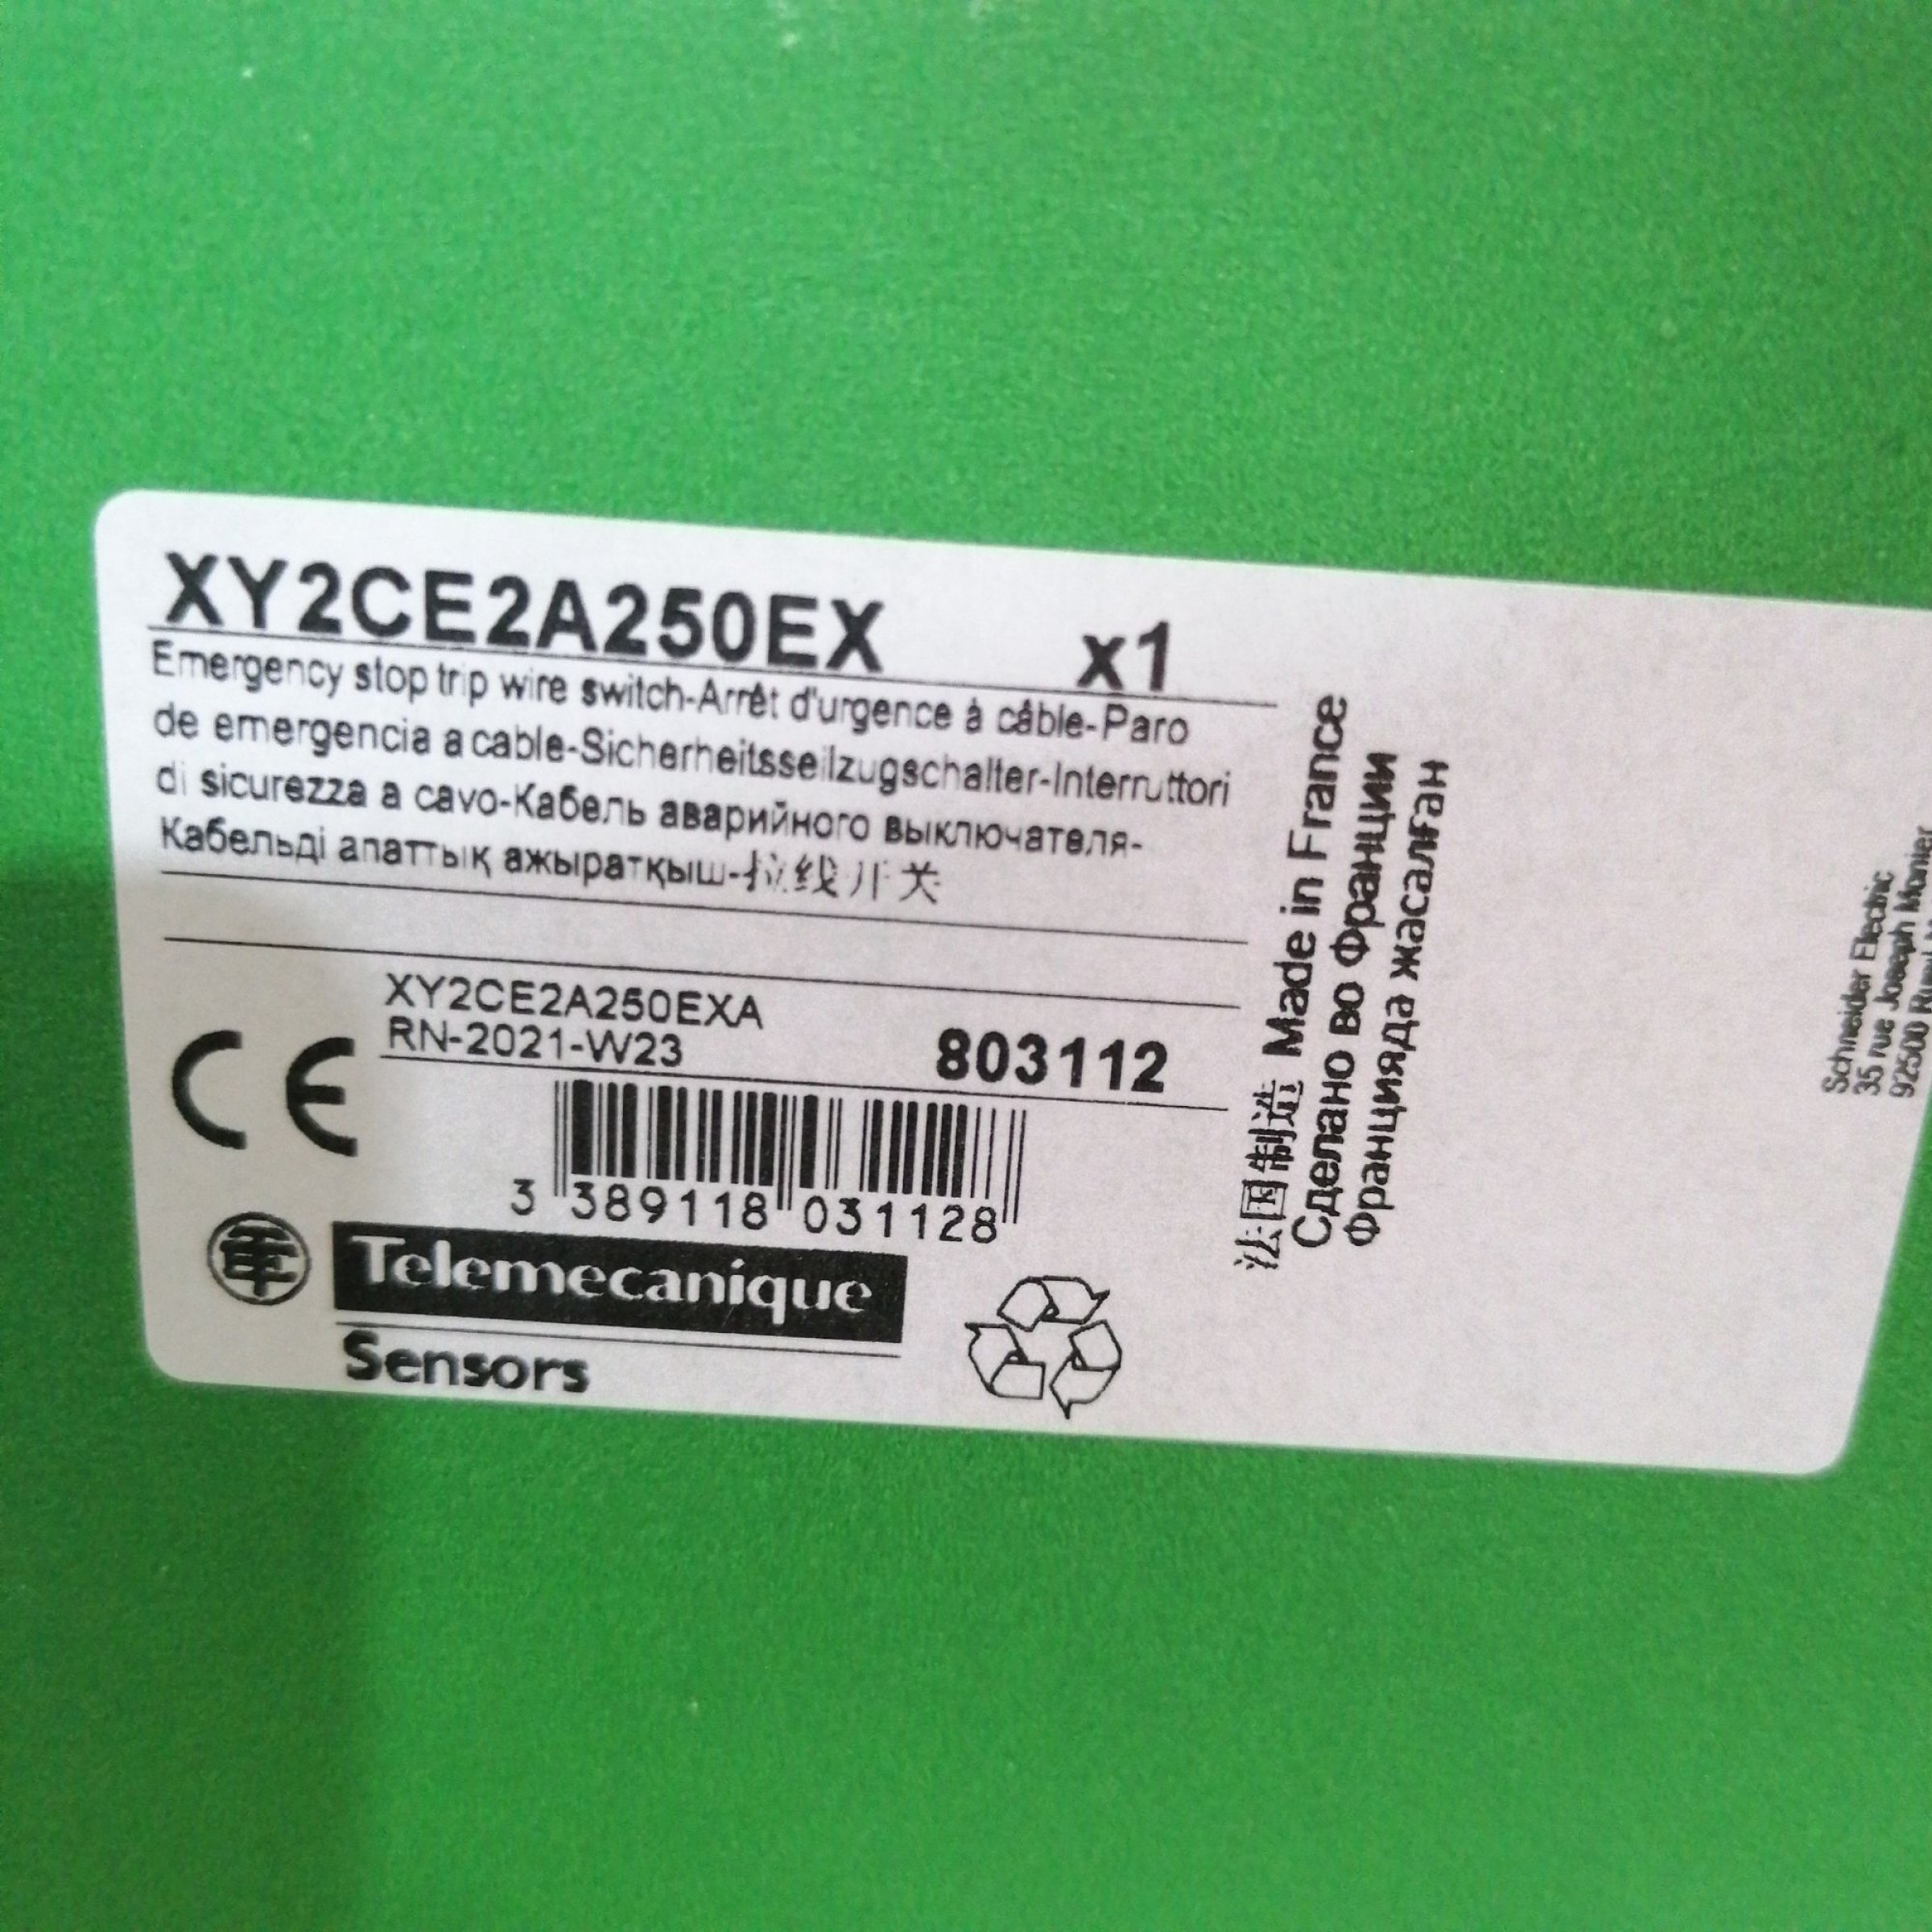 XY2CE2A250EX x1
Emergency stop trip wire switch-Arrêt d'urgence à câble-Paro
de emergencia a cable-Sicherheitsseilzugschalter-Interruttori
di sicurezza a cavo-Кабель аварийного выключателя-
Кабельді апаттық ажыратқыш-拉线开关
XY2CE2A250EXA
RN-2021-W23
803112
CE
3 389118 031128
Telemecanique
Sensors
法国制造 Made in France
Сделано во Франции
Францияда жасалған
Schneider Electric
35 rue Joseph Monier
92500